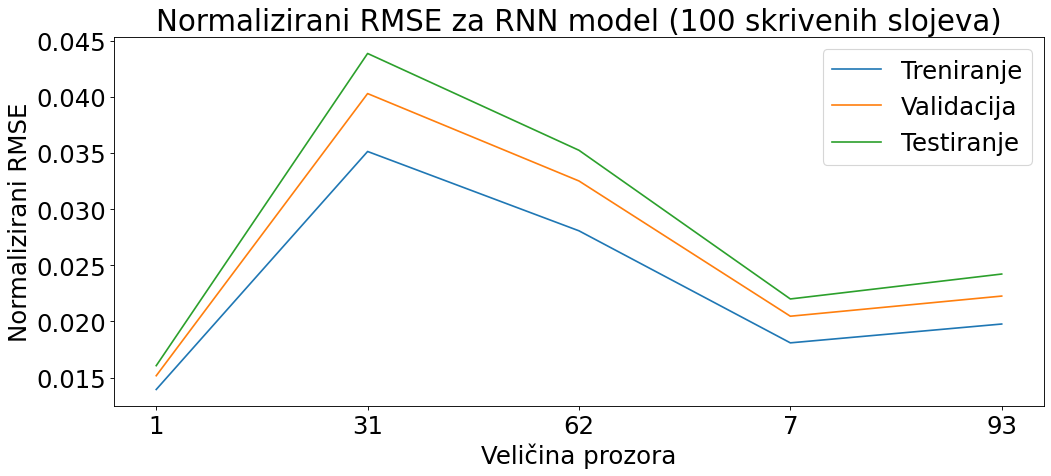 Normalizirani RMSE za RNN model (100 skrivenih slojeva)
Normalizirani RMSE
0.045
0.040
0.035
0.030
0.025
0.020
0.015
Treniranje
Validacija
Testiranje
1 31 62 7 93
Veličina prozora